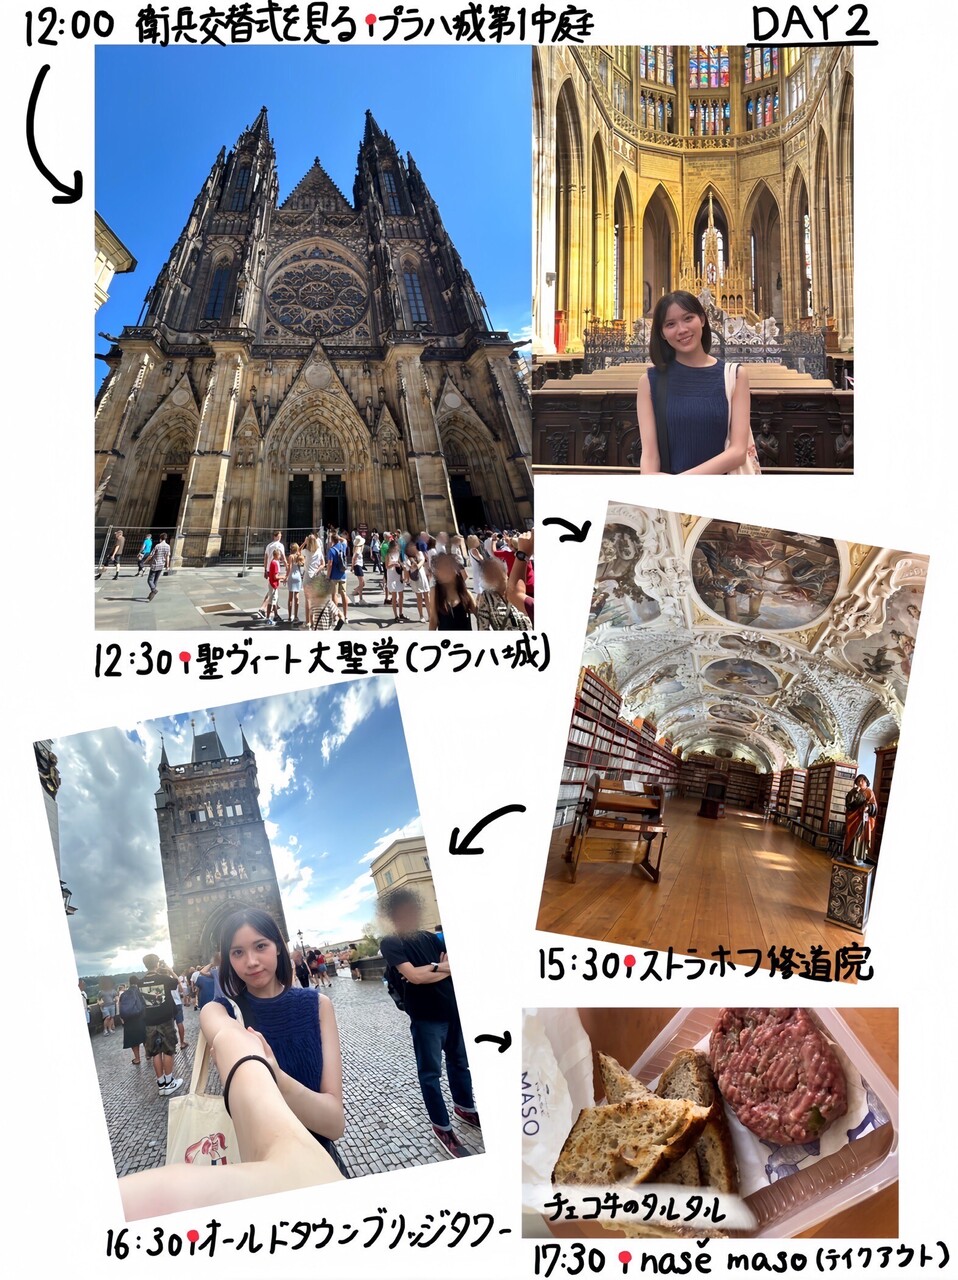 12:00 衛兵交替式を見る📍プラハ城第1中庭
DAY2
12:30📍聖ヴィート大聖堂(プラハ城)
15:30📍ストラホフ修道院
16:30📍オールドタウンブリッジタワー
MASO
チェコ牛のタルタル
17:30📍našě maso (テイクアウト)